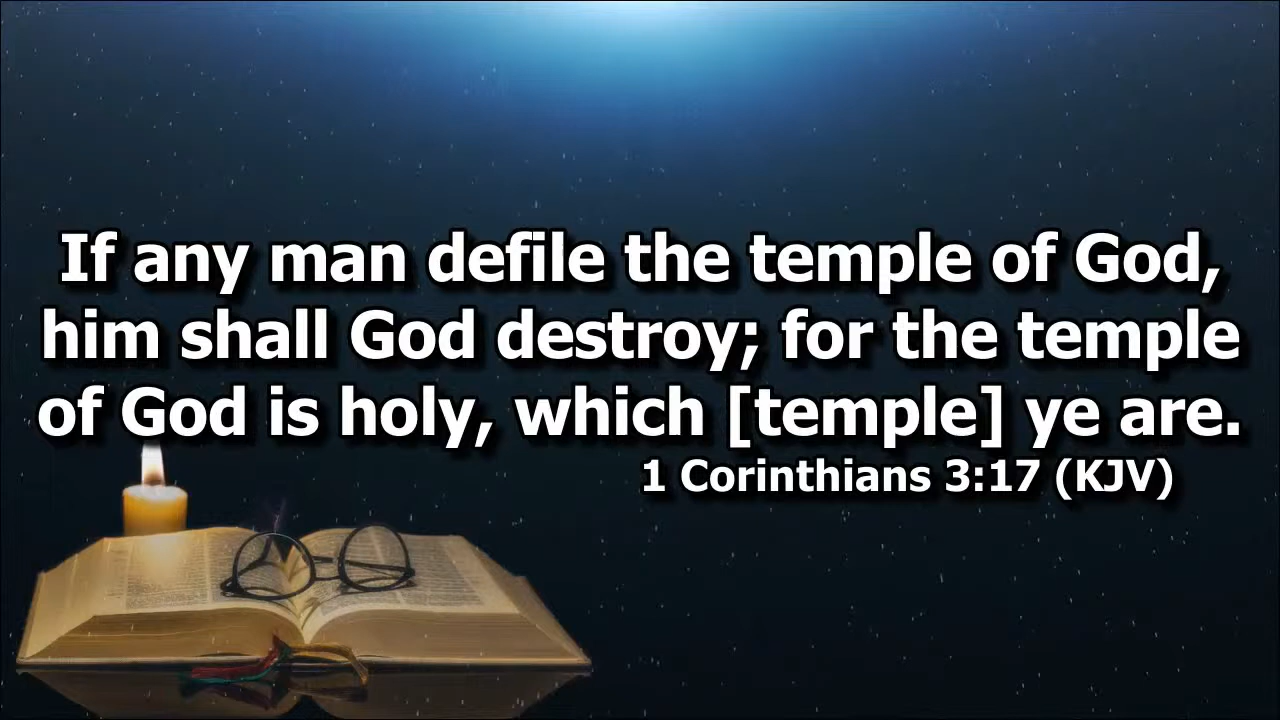 If any man defile the temple of God,
him shall God destroy; for the temple
of God is holy, which [temple] ye are.
1 Corinthians 3:17 (KJV)